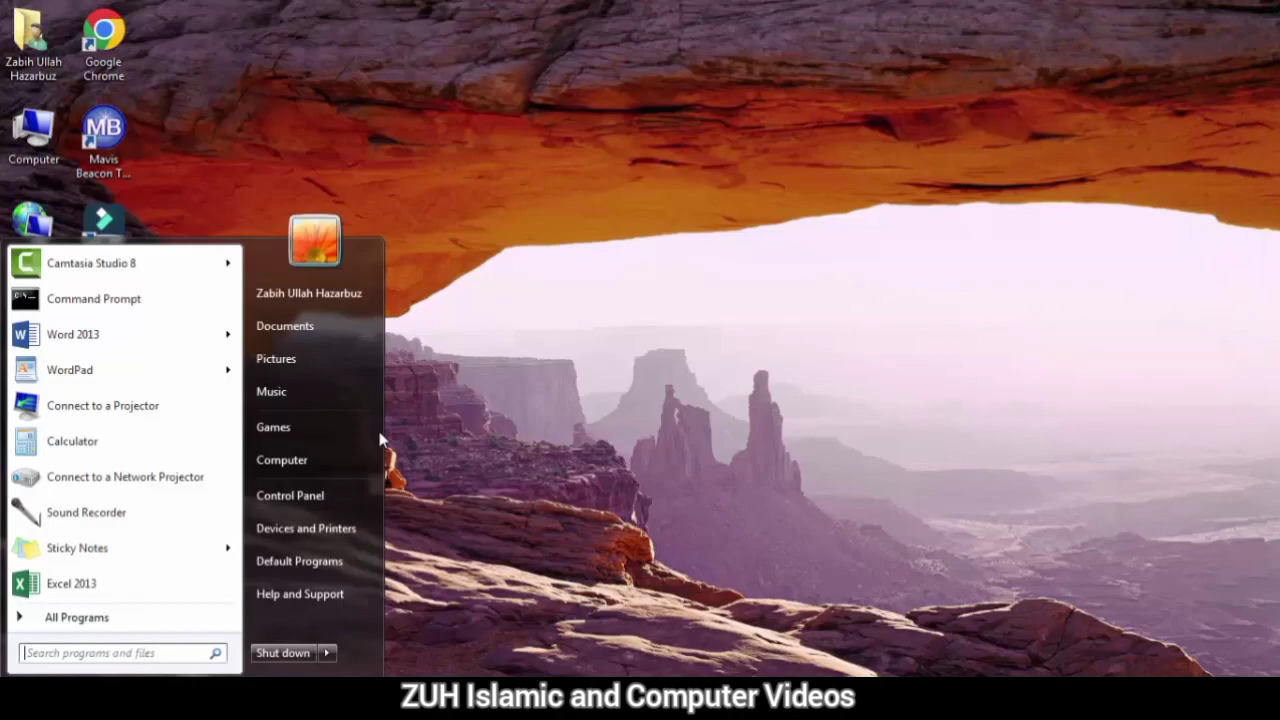 Zabih Ullah
Hazarbuz
Google
Chrome
Computer
MB
Mavis
Beacon T...
Camtasia Studio 8
Command Prompt
Word 2013
WordPad
Connect to a Projector
Calculator
Connect to a Network Projector
Sound Recorder
Sticky Notes
Excel 2013
All Programs
Search programs and files
Zabih Ullah Hazarbuz
Documents
Pictures
Music
Games
Computer
Control Panel
Devices and Printers
Default Programs
Help and Support
Shut down
ZUH Islamic and Computer Videos